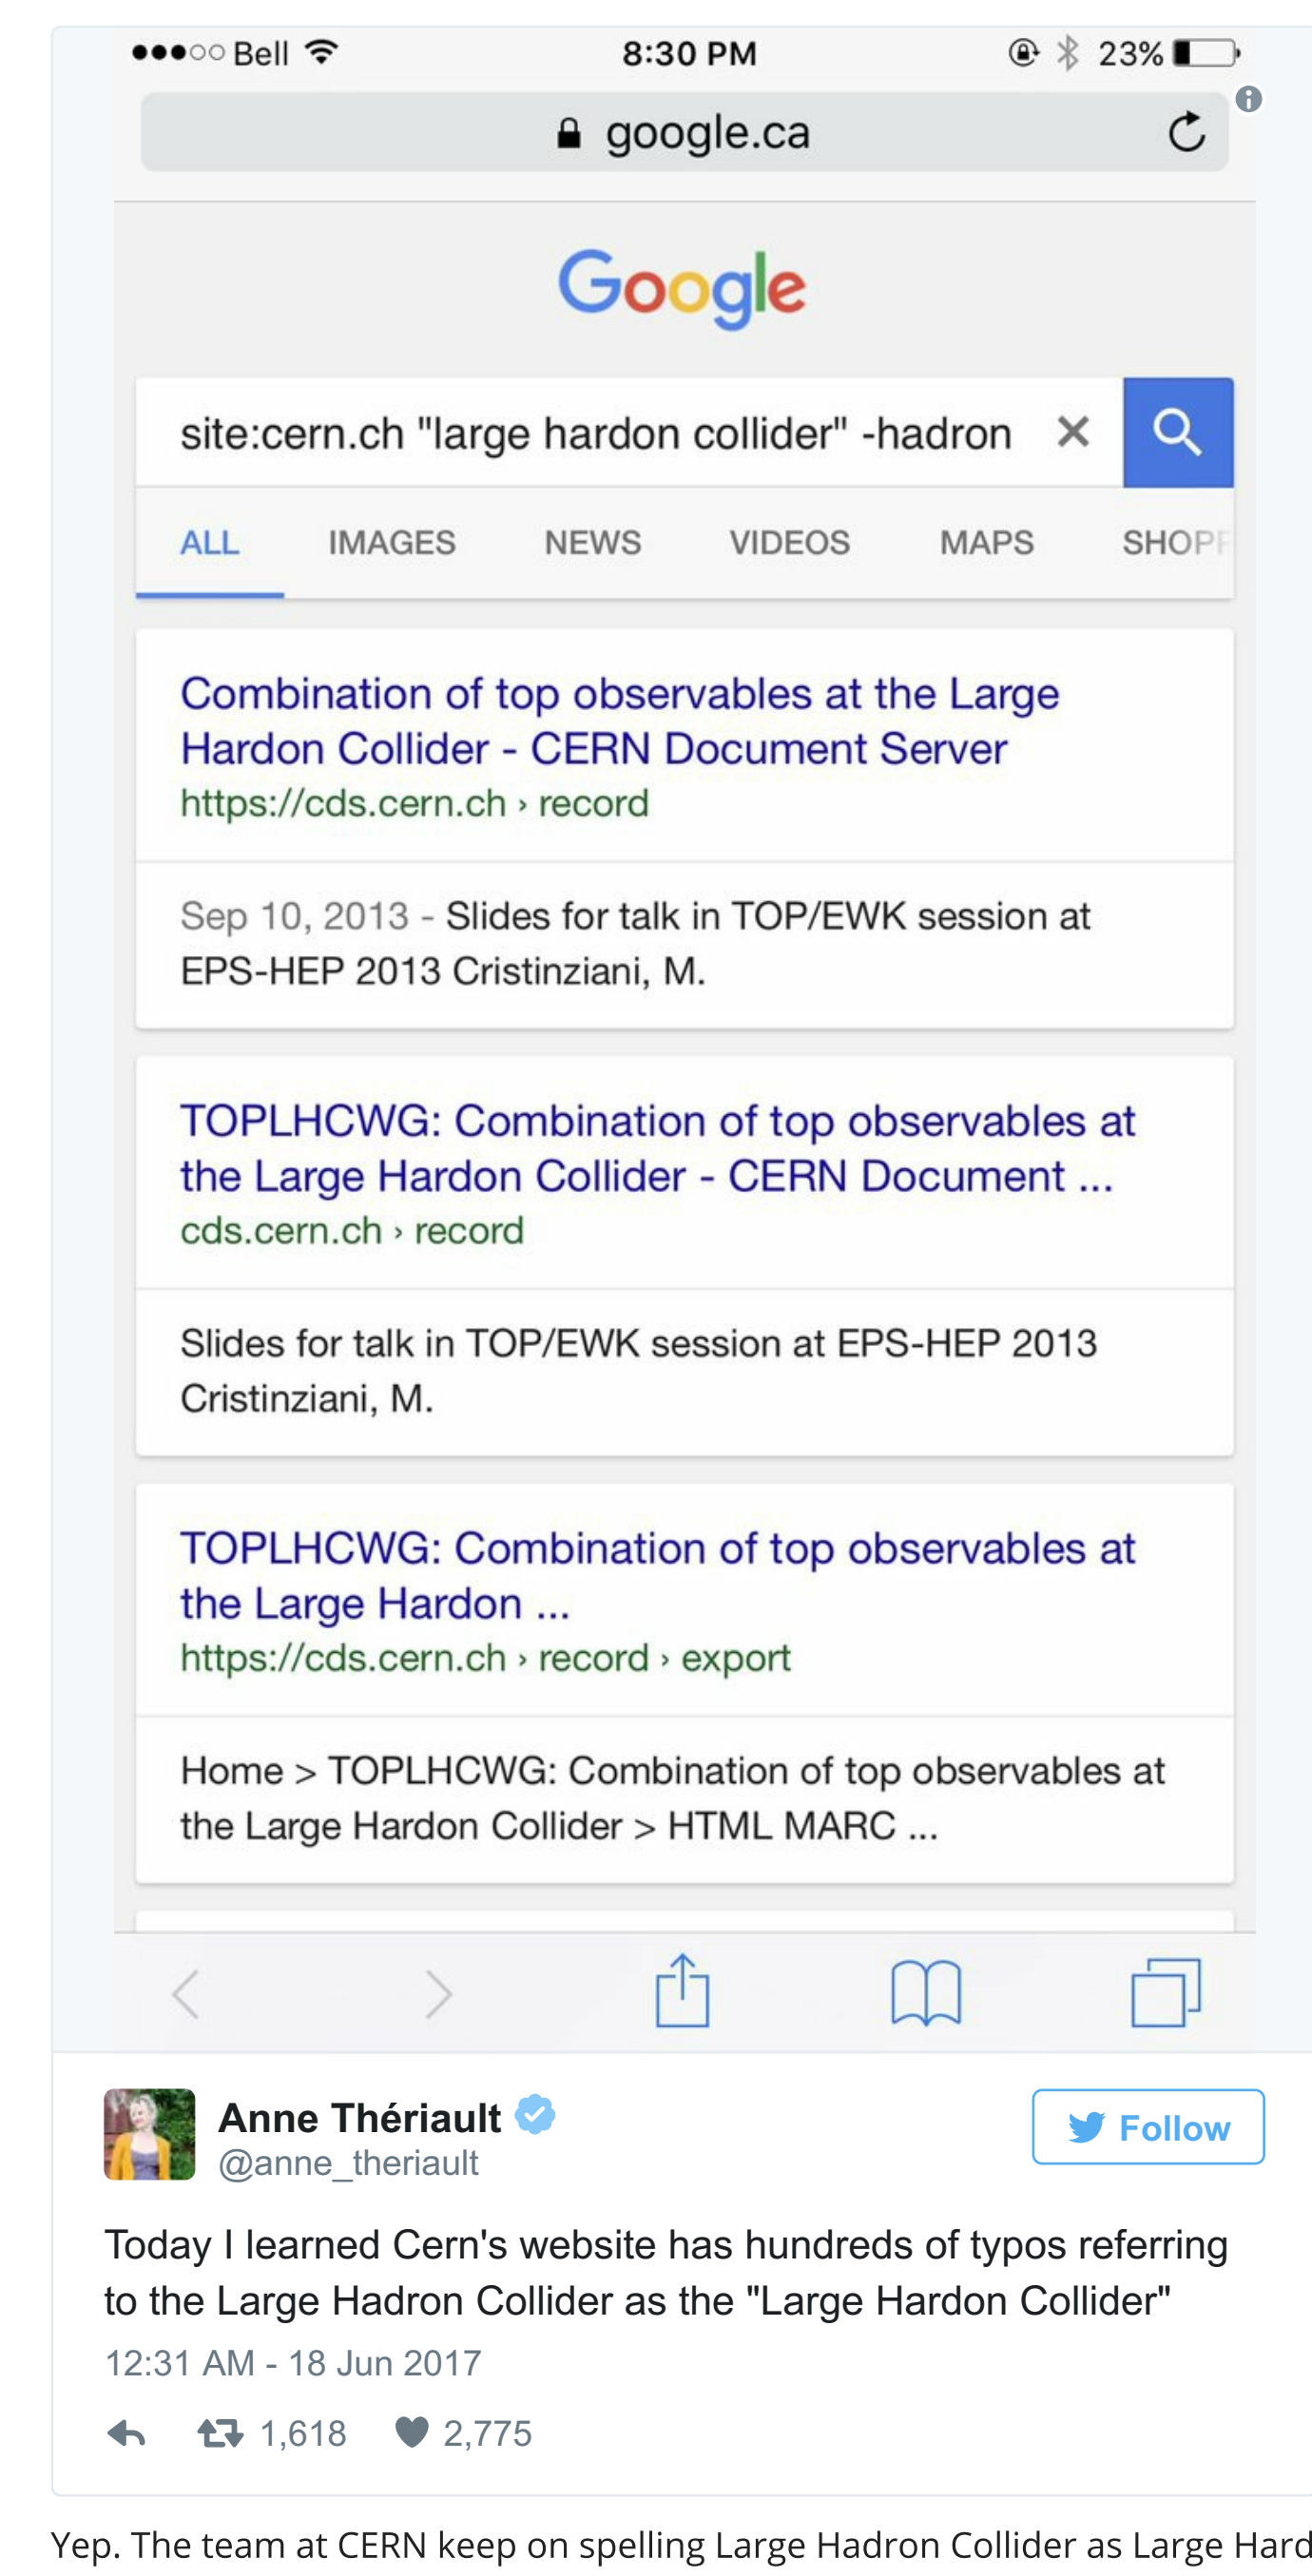 Bell 8:30 PM 23%
google.ca
Google
site:cern.ch "large hardon collider" -hadron
ALL IMAGES NEWS VIDEOS MAPS SHOPP
Combination of top observables at the Large
Hardon Collider - CERN Document Server
https://cds.cern.ch › record
Sep 10, 2013 - Slides for talk in TOP/EWK session at
EPS-HEP 2013 Cristinziani, M.
TOPLHCWG: Combination of top observables at
the Large Hardon Collider - CERN Document ...
cds.cern.ch › record
Slides for talk in TOP/EWK session at EPS-HEP 2013
Cristinziani, M.
TOPLHCWG: Combination of top observables at
the Large Hardon ...
https://cds.cern.ch › record › export
Home > TOPLHCWG: Combination of top observables at
the Large Hardon Collider > HTML MARC ...
Anne Thériault
Follow
@anne_theriault
Today I learned Cern's website has hundreds of typos referring
to the Large Hadron Collider as the "Large Hardon Collider"
12:31 AM - 18 Jun 2017
1,618 2,775
Yep. The team at CERN keep on spelling Large Hadron Collider as Large Hard